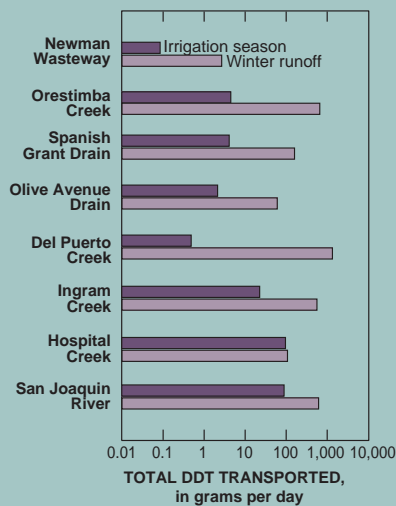 Newman
Wasteway
Irrigation season
Winter runoff
Orestimba
Creek
Spanish
Grant Drain
Olive Avenue
Drain
Del Puerto
Creek
Ingram
Creek
Hospital
Creek
San Joaquin
River
0.01 0.1 1 10 100 1,000 10,000
TOTAL DDT TRANSPORTED,
in grams per day